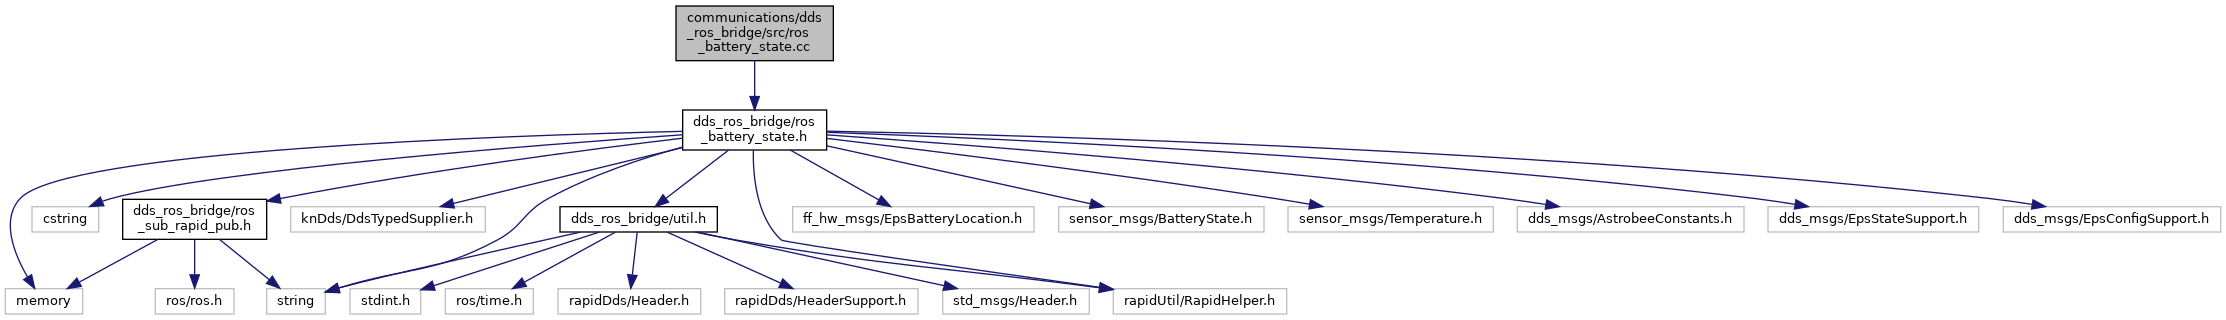 communications/dds
_ros_bridge/src/ros
_battery_state.cc
dds_ros_bridge/ros
_battery_state.h
cstring
dds_ros_bridge/ros
_sub_rapid_pub.h
knDds/DdsTypedSupplier.h
dds_ros_bridge/util.h
ff_hw_msgs/EpsBatteryLocation.h
sensor_msgs/BatteryState.h
sensor_msgs/Temperature.h
dds_msgs/AstrobeeConstants.h
dds_msgs/EpsStateSupport.h
dds_msgs/EpsConfigSupport.h
memory
ros/ros.h
string
stdint.h
ros/time.h
rapidDds/Header.h
rapidDds/HeaderSupport.h
std_msgs/Header.h
rapidUtil/RapidHelper.h